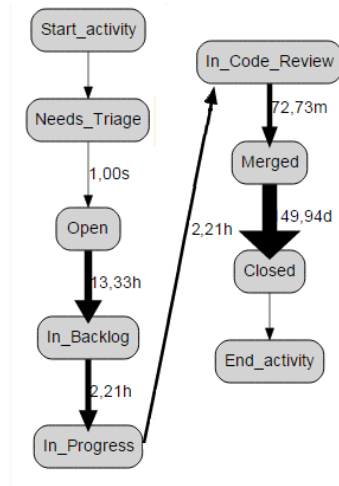 Start_activity
Needs_Triage
1,00s
Open
13,33h
In_Backlog
2,21h
In_Progress
2,21h
In_Code_Review
72,73m
Merged
49,94d
Closed
End_activity